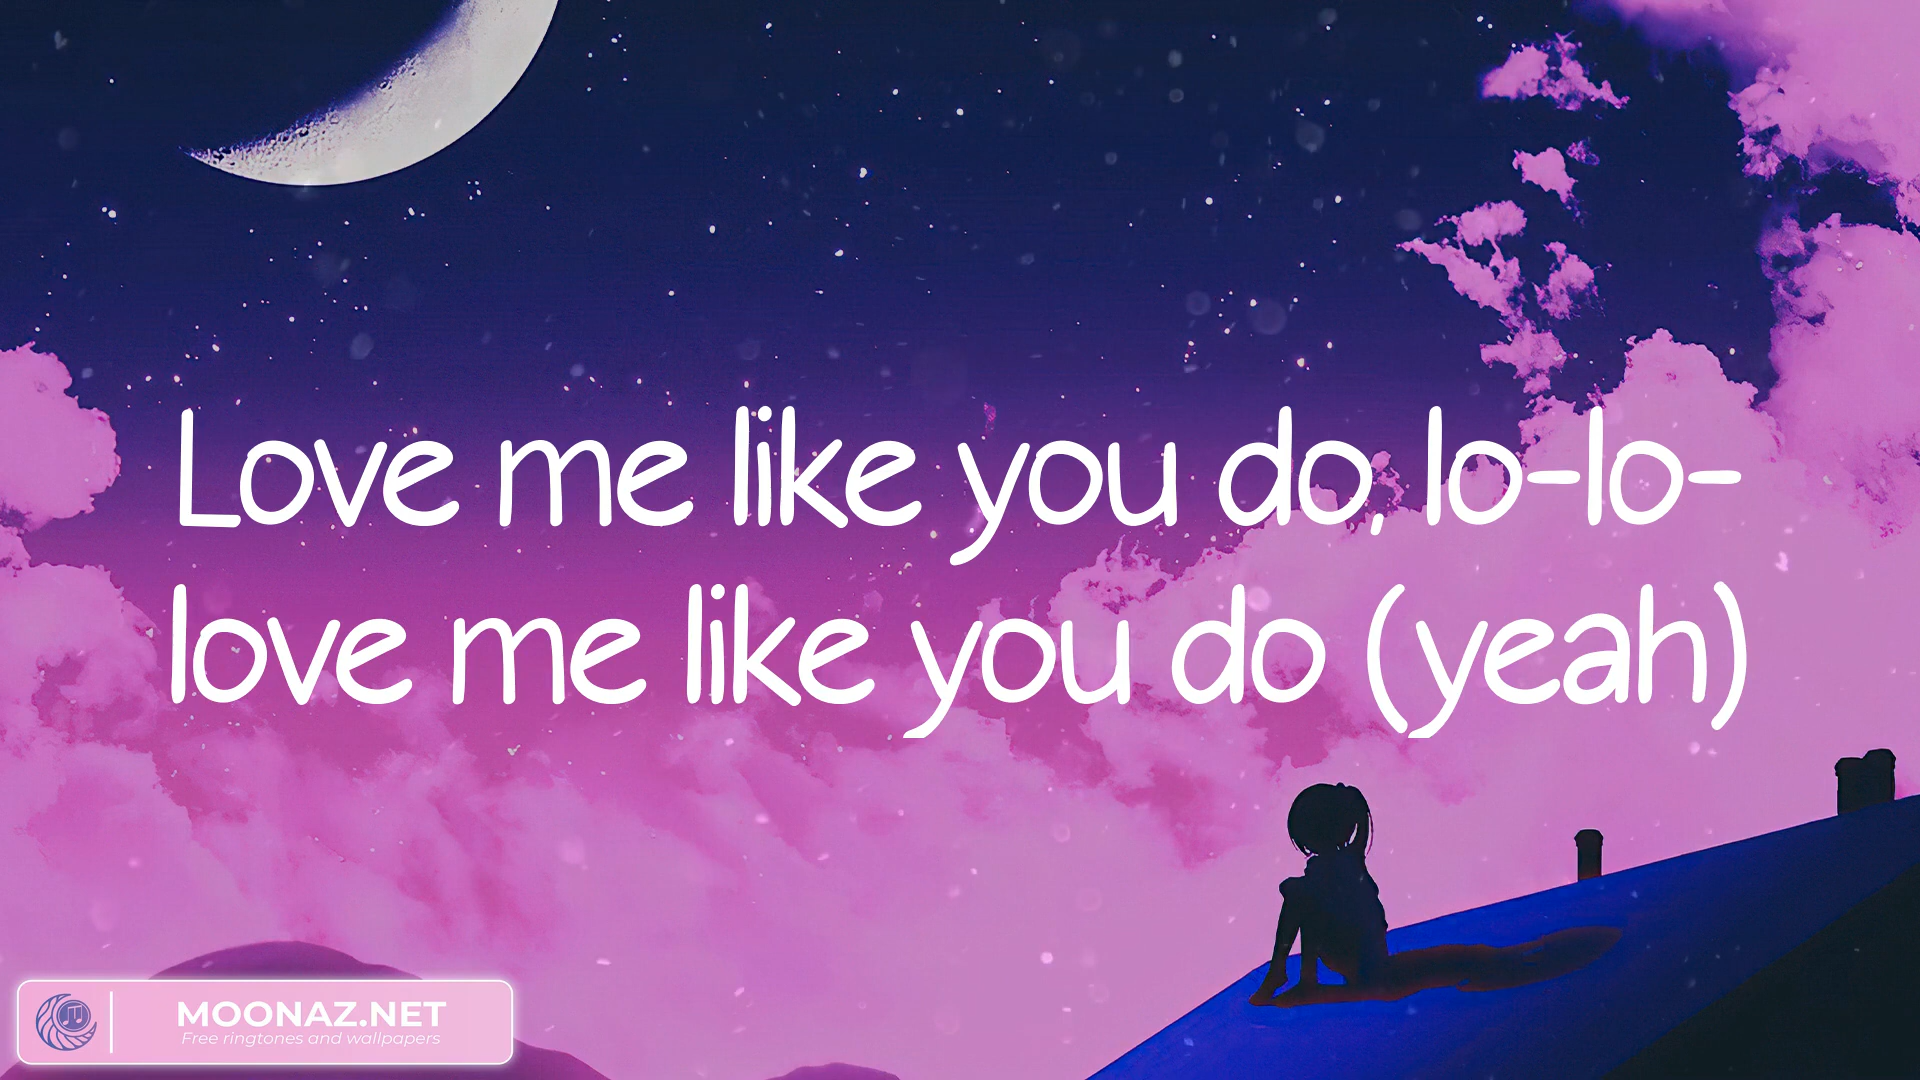 Love me like you do, lo-lo-
love me like you do (yeah)
MOONAZ.NET
Free ringtones and wallpapers